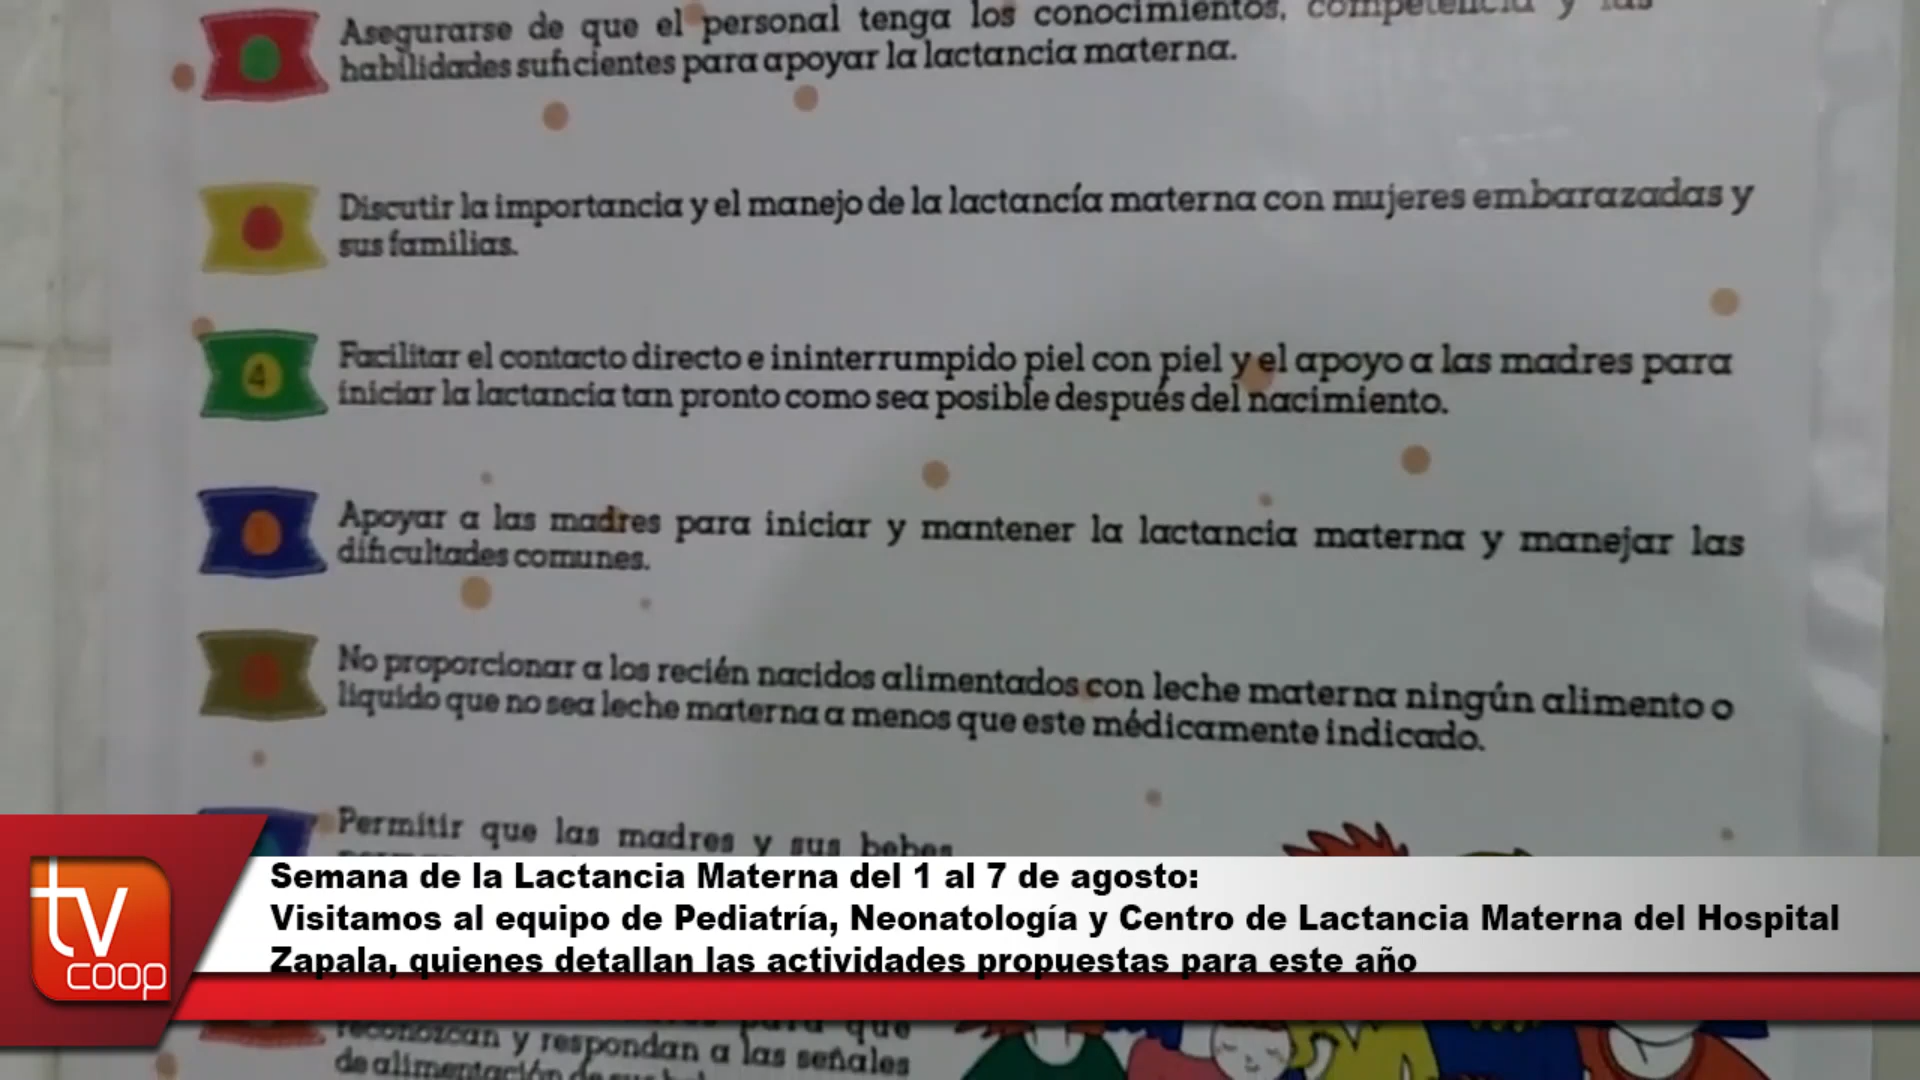 Asegurarse de que el personal tenga los conocimientos, competencia y las
habilidades suficientes para apoyar la lactancia materna.
Discutir la importancia y el manejo de la lactancía materna con mujeres embarazadas y
sus familias.
4
Facilitar el contacto directo e ininterrumpido piel con piel y el apoyo a las madres para
iniciar la lactancia tan pronto como sea posible después del nacimiento.
Apoyar a las madres para iniciar y mantener la lactancia materna y manejar las
dificultades comunes.
No proporcionar a los recién nacidos alimentados con leche materna ningún alimento o
liquido que no sea leche materna a menos que este médicamente indicado.
Permitir que las madres y sus bebes
tv
coop
Semana de la Lactancia Materna del 1 al 7 de agosto:
Visitamos al equipo de Pediatría, Neonatología y Centro de Lactancia Materna del Hospital
Zapala, quienes detallan las actividades propuestas para este año
para que
reconozcan y respondan a las señales
de alimentación de